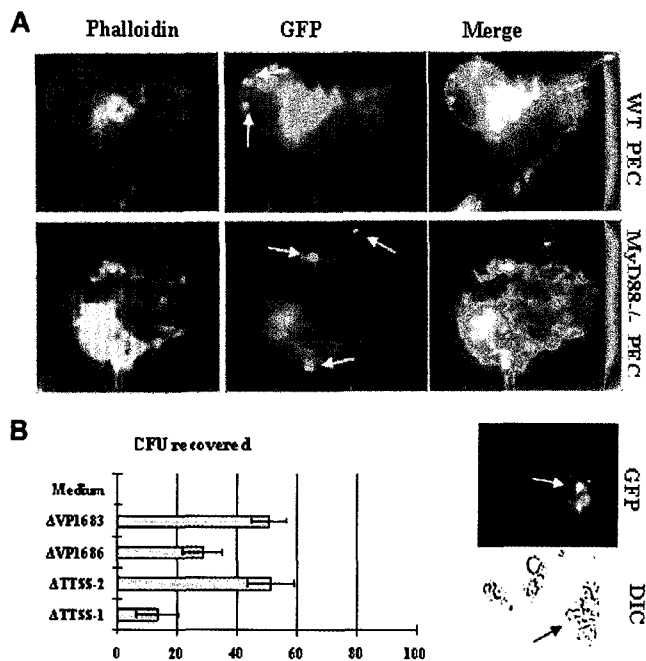 A
Phalloidin GFP Merge
WT PEC
MyD88-/- PEC
B
CFU recovered
Medium
ΔVP1683
ΔVP1686
ΔTTSS-2
ΔTTSS-1
0 20 40 60 80 100
GFP
DIC